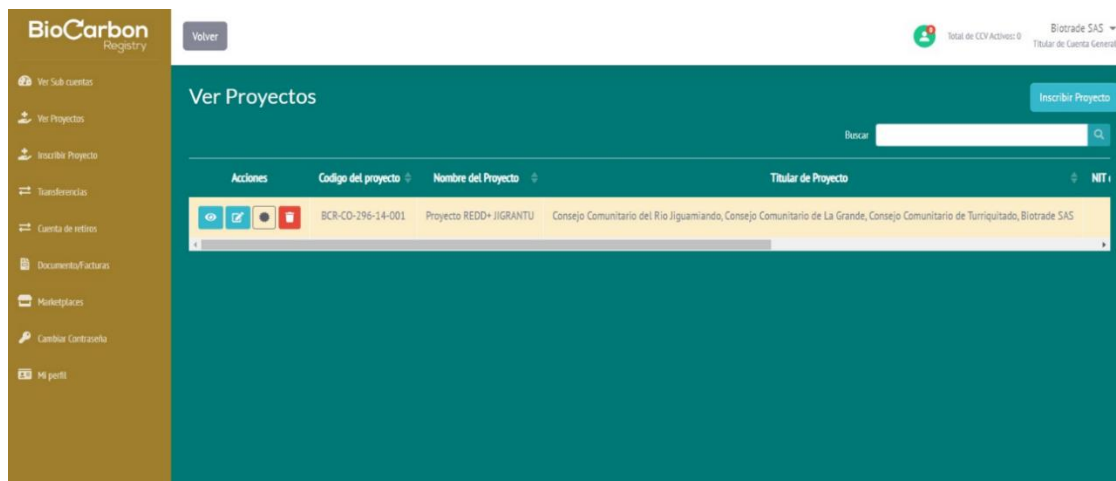 BioCarbon
Registry
Volver
0
Total de CCV Activos: 0
Biotrade SAS
Titular de Cuenta General
Ver Sub cuentas
Ver Proyectos
Inscribir Proyecto
Transferencias
Cuenta de retiros
Documento/Facturas
Marketplaces
Cambiar Contraseña
Mi perfil
Ver Proyectos
Inscribir Proyecto
Buscar
Acciones Codigo del proyecto Nombre del Proyecto Titular de Proyecto NIT
BCR-CO-296-14-001 Proyecto REDD+ JIGRANTU Consejo Comunitario del Rio Jiguamiando, Consejo Comunitario de La Grande, Consejo Comunitario de Turriquitado, Biotrade SAS